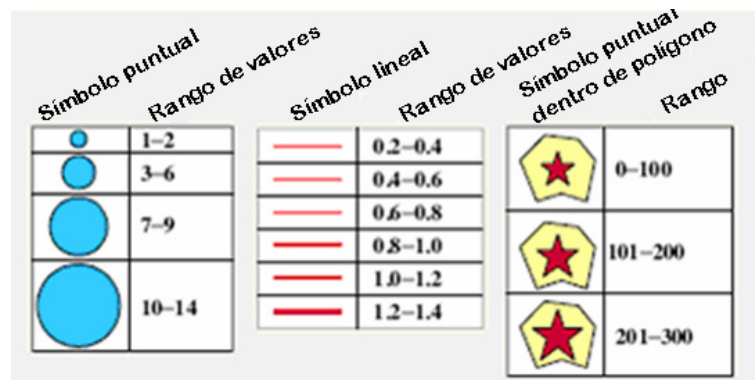 Símbolo puntual
Rango de valores
1–2
3–6
7–9
10–14
Símbolo lineal
Rango de valores
0.2–0.4
0.4–0.6
0.6–0.8
0.8–1.0
1.0–1.2
1.2–1.4
Símbolo puntual
dentro de polígono
Rango
0–100
101–200
201–300